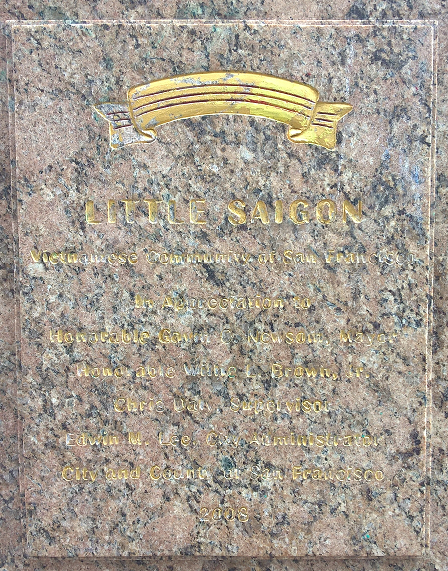 LITTLE SAIGON
Vietnamese Community of San Francisco
In Appreciation to
Honorable Gavin C. Newsom, Mayor
Honorable Willie L. Brown, Jr.
Chris Daly, Supervisor
Edwin M. Lee, City Administrator
City and County of San Francisco
2008